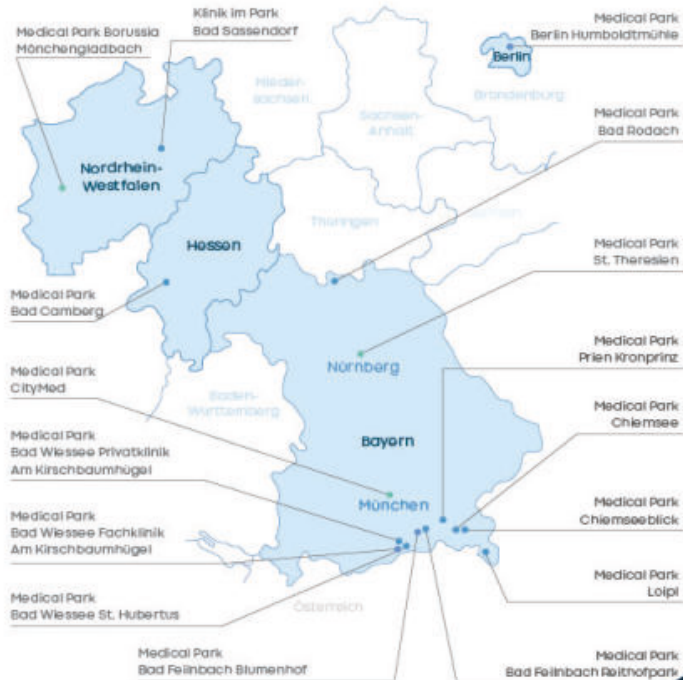 Medical Park Borussia
Mönchengladbach
Klinik im Park
Bad Sassendorf
Medical Park
Berlin Humboldtmühle
Berlin
Nieder-
sachsen
Brandenburg
Sachsen-
Anhalt
Medical Park
Bad Rodach
Nordrhein-
Westfalen
Thüringen
Hessen
Medical Park
St. Theresien
Medical Park
Bad Camberg
Medical Park
Prien Kronprinz
Nürnberg
Medical Park
CityMed
Baden-
Württemberg
Medical Park
Chiemsee
Bayern
Medical Park
Bad Wiessee Privatklinik
Am Kirschbaumhügel
München
Medical Park
Chiemseeblick
Medical Park
Bad Wiessee Fachklinik
Am Kirschbaumhügel
Medical Park
Loipl
Medical Park
Bad Wiessee St. Hubertus
Österreich
Medical Park
Bad Feilnbach Blumenhof
Medical Park
Bad Feilnbach Reithofpark